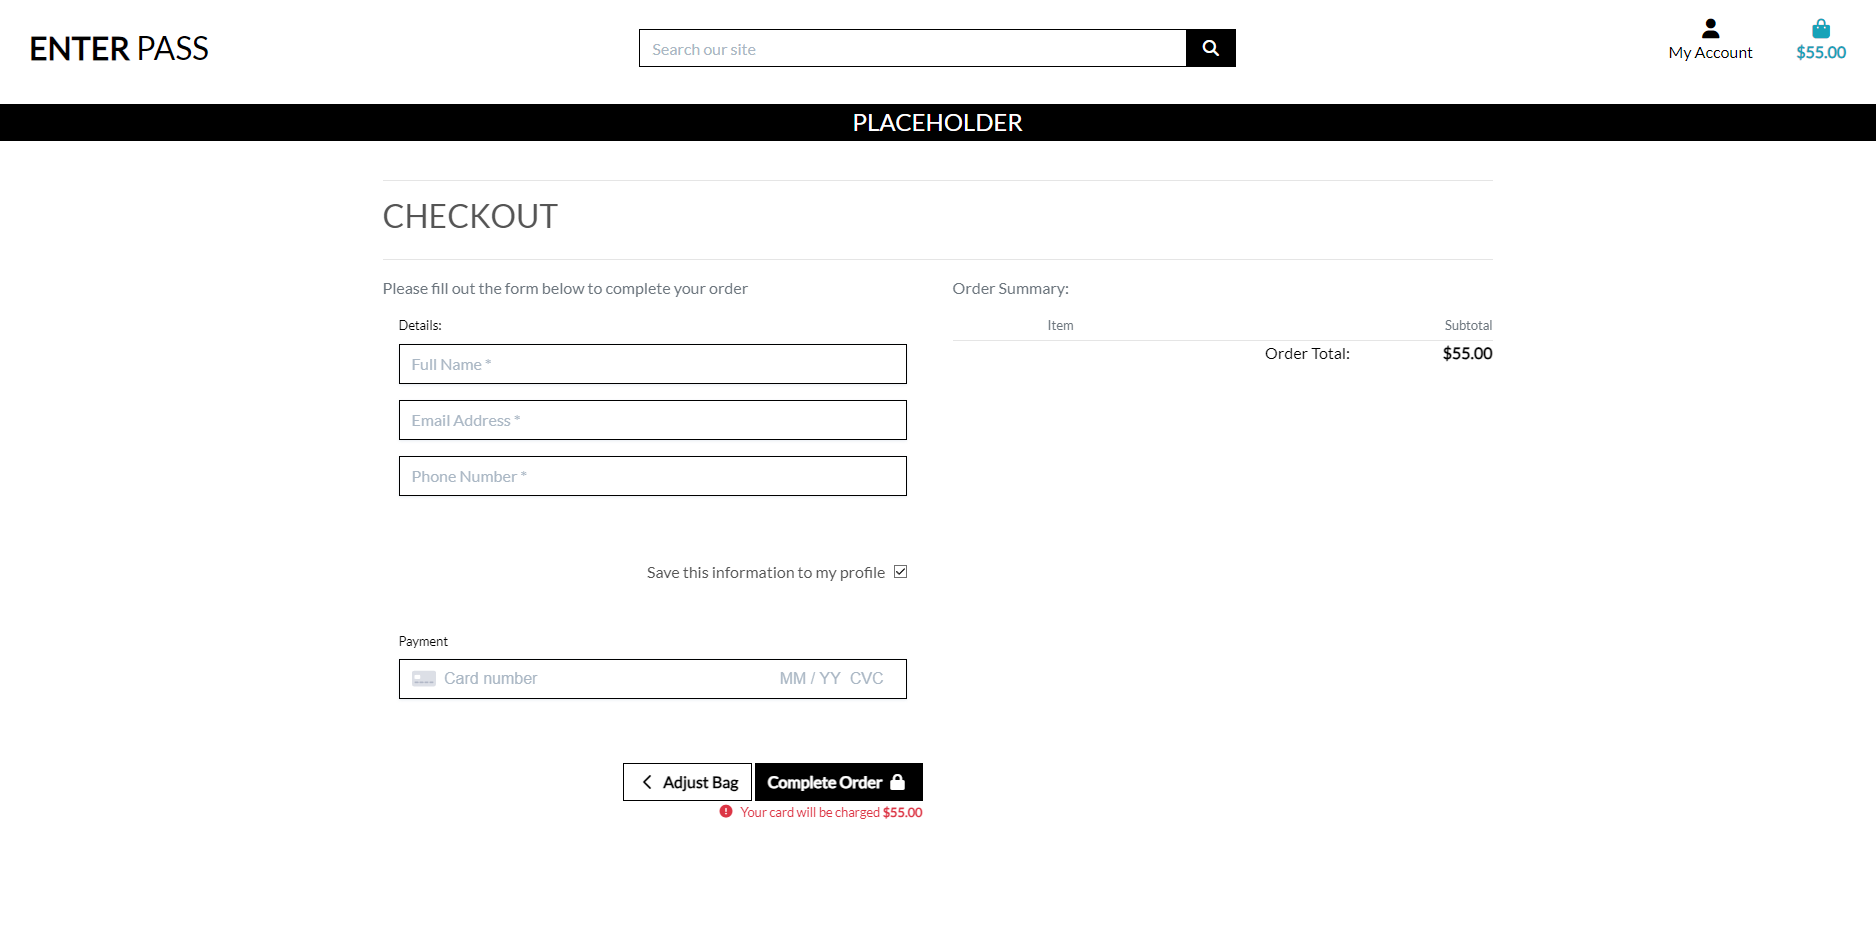 ENTER PASS
Search our site
My Account
$55.00
PLACEHOLDER
CHECKOUT
Please fill out the form below to complete your order
Details:
Full Name *
Email Address *
Phone Number *
Save this information to my profile
Payment
Card number MM / YY CVC
Adjust Bag
Complete Order
Your card will be charged $55.00
Order Summary:
Item Subtotal
Order Total: $55.00